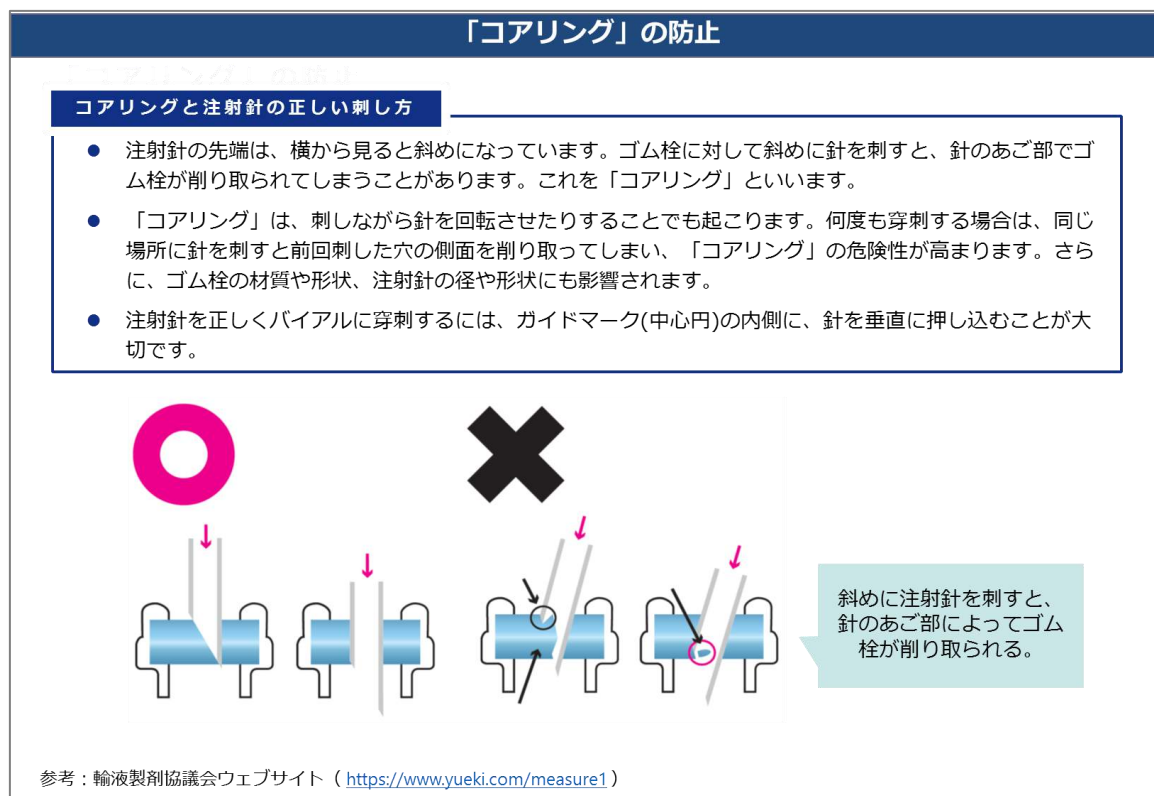 「コアリング」の防止
コアリングと注射針の正しい刺し方
● 注射針の先端は、横から見ると斜めになっています。ゴム栓に対して斜めに針を刺すと、針のあご部でゴ
ム栓が削り取られてしまうことがあります。これを「コアリング」といいます。
● 「コアリング」は、刺しながら針を回転させたりすることでも起こります。何度も穿刺する場合は、同じ
場所に針を刺すと前回刺した穴の側面を削り取ってしまい、「コアリング」の危険性が高まります。さら
に、ゴム栓の材質や形状、注射針の径や形状にも影響されます。
● 注射針を正しくバイアルに穿刺するには、ガイドマーク(中心円)の内側に、針を垂直に押し込むことが大
切です。
斜めに注射針を刺すと、
針のあご部によってゴム
栓が削り取られる。
参考：輸液製剤協議会ウェブサイト（ https://www.yueki.com/measure1 ）